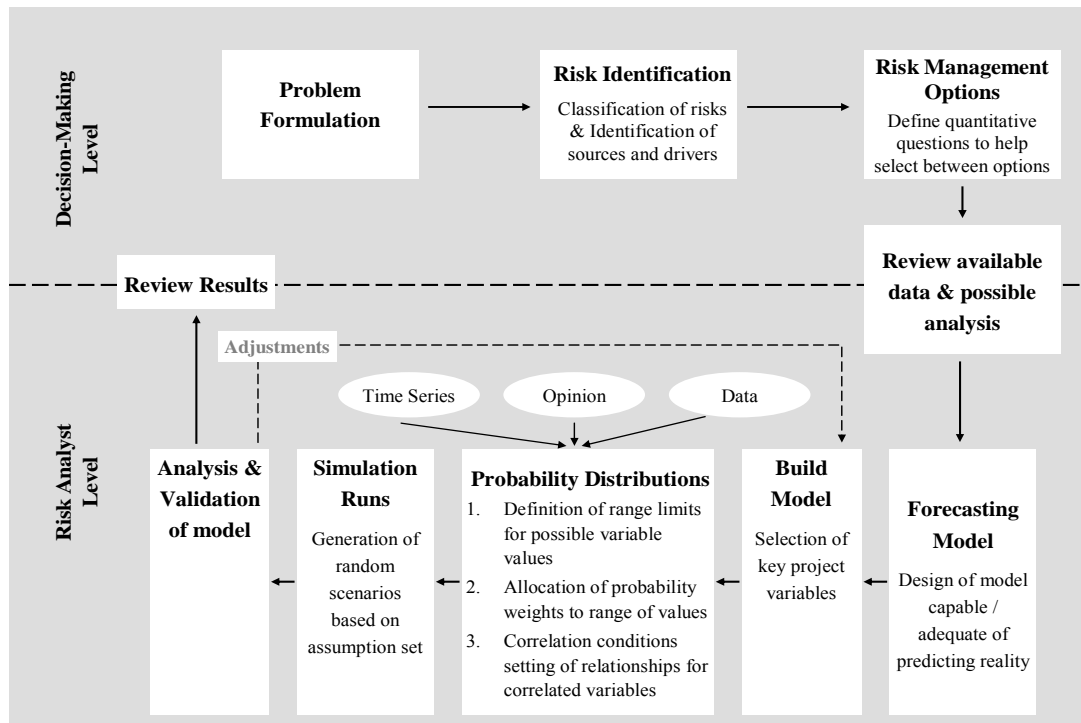 Decision-Making
Level
Problem
Formulation
Risk Identification
Classification of risks
& Identification of
sources and drivers
Risk Management
Options
Define quantitative
questions to help
select between options
Review available
data & possible
analysis
Review Results
Risk Analyst
Level
Adjustments
Time Series
Opinion
Data
Analysis &
Validation
of model
Simulation
Runs
Generation of
random
scenarios
based on
assumption set
Probability Distributions
1. Definition of range limits
for possible variable
values
2. Allocation of probability
weights to range of values
3. Correlation conditions
setting of relationships for
correlated variables
Build
Model
Selection of
key project
variables
Forecasting
Model
Design of model
capable /
adequate of
predicting reality